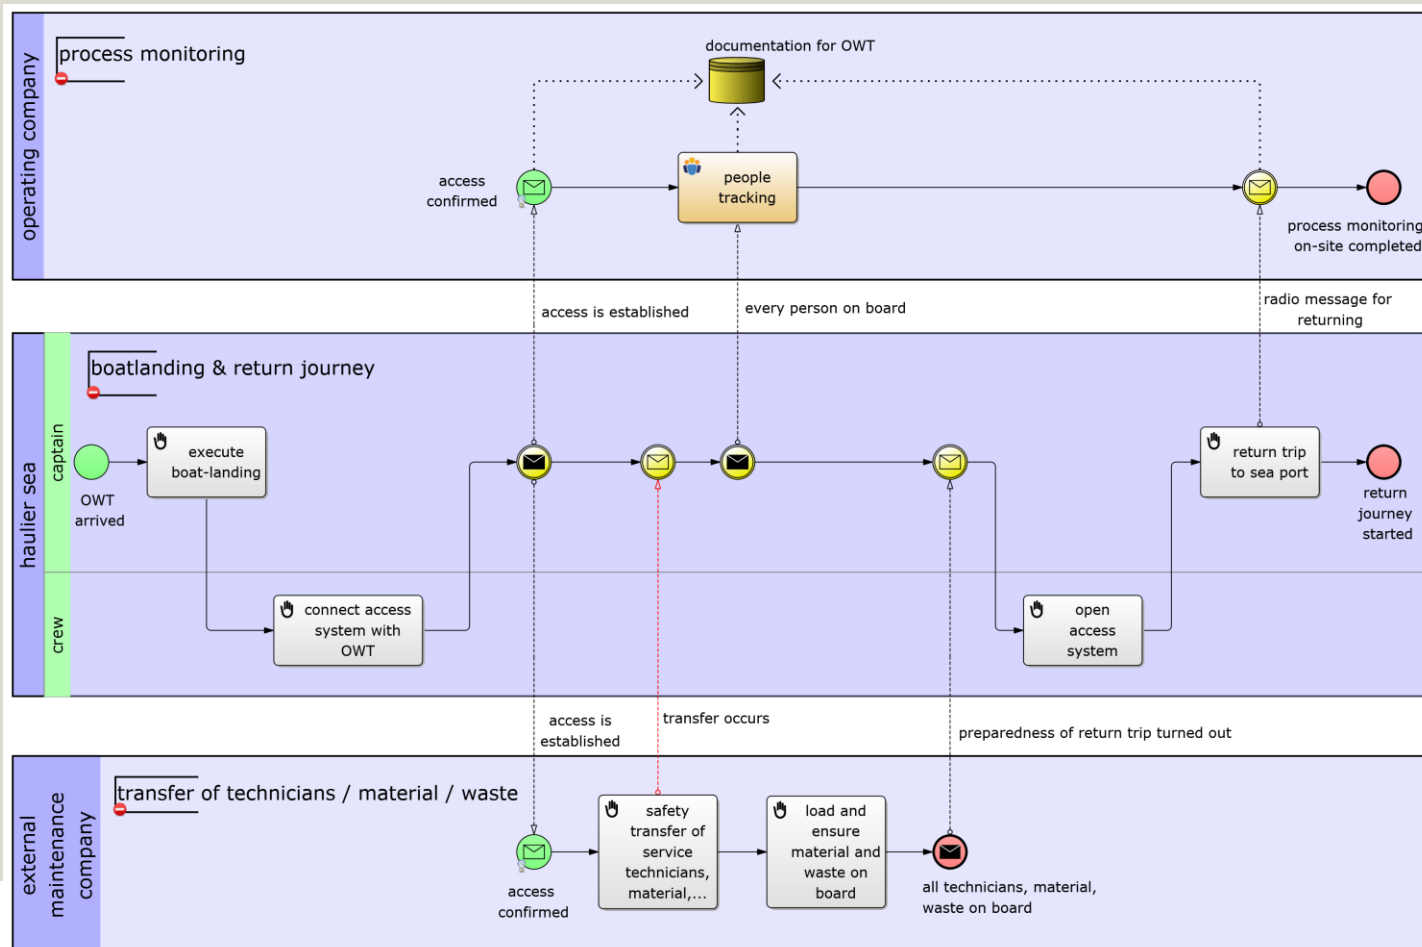 operating company
process monitoring
documentation for OWT
access
confirmed
people
tracking
process monitoring
on-site completed
access is established
every person on board
radio message for
returning
haulier sea
captain
boatlanding & return journey
OWT
arrived
execute
boat-landing
return trip
to sea port
return
journey
started
crew
connect access
system with
OWT
open
access
system
access is
established
transfer occurs
preparedness of return trip turned out
external
maintenance
company
transfer of technicians / material / waste
access
confirmed
safety
transfer of
service
technicians,
material,...
load and
ensure
material and
waste on
board
all technicians, material,
waste on board